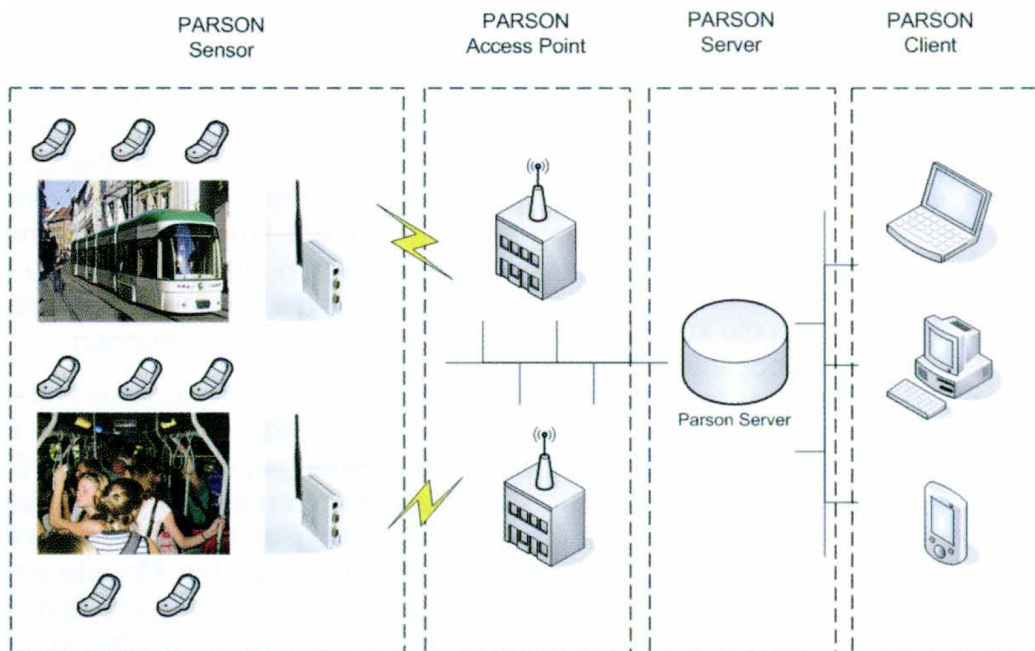 PARSON
Sensor
PARSON
Access Point
PARSON
Server
PARSON
Client
Parson Server